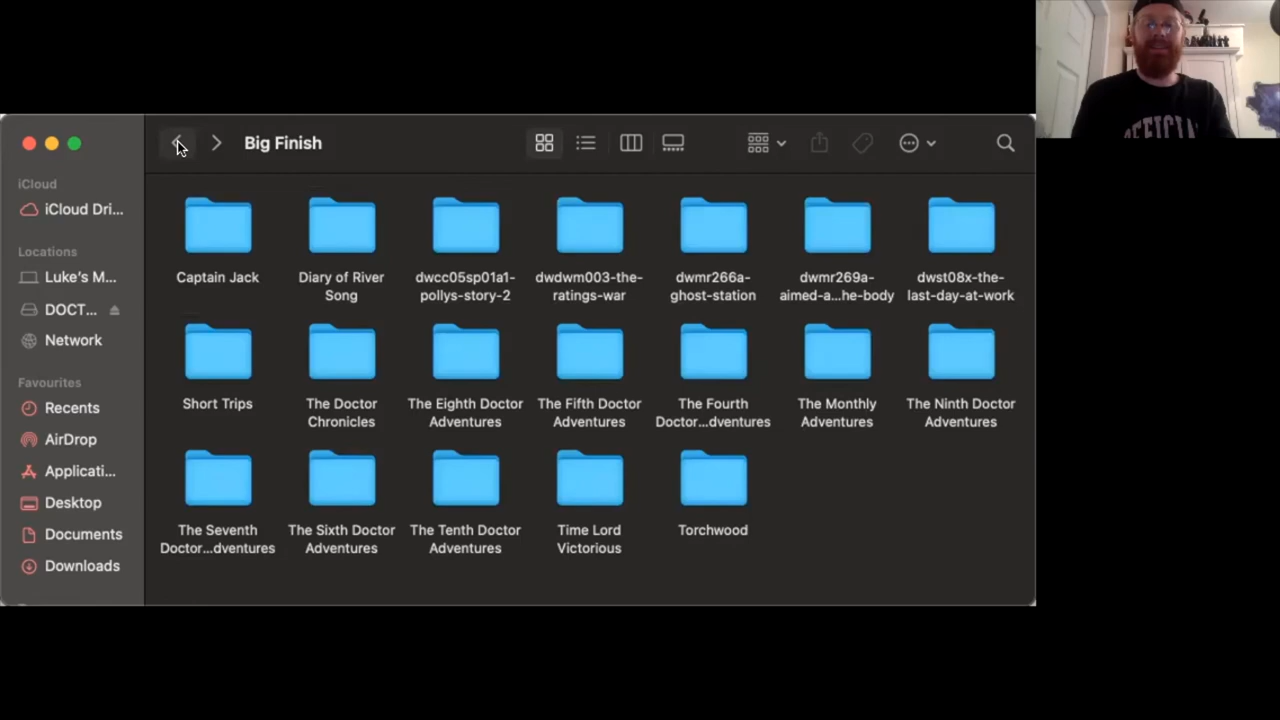 Big Finish
iCloud
iCloud Dri...
Locations
Luke's M...
DOCT...
Network
Favourites
Recents
AirDrop
Applicati...
Desktop
Documents
Downloads
Captain Jack
Diary of River
Song
dwcc05sp01a1-
pollys-story-2
dwdwm003-the-
ratings-war
dwmr266a-
ghost-station
dwmr269a-
aimed-a...he-body
dwst08x-the-
last-day-at-work
Short Trips
The Doctor
Chronicles
The Eighth Doctor
Adventures
The Fifth Doctor
Adventures
The Fourth
Doctor...dventures
The Monthly
Adventures
The Ninth Doctor
Adventures
The Seventh
Doctor...dventures
The Sixth Doctor
Adventures
The Tenth Doctor
Adventures
Time Lord
Victorious
Torchwood